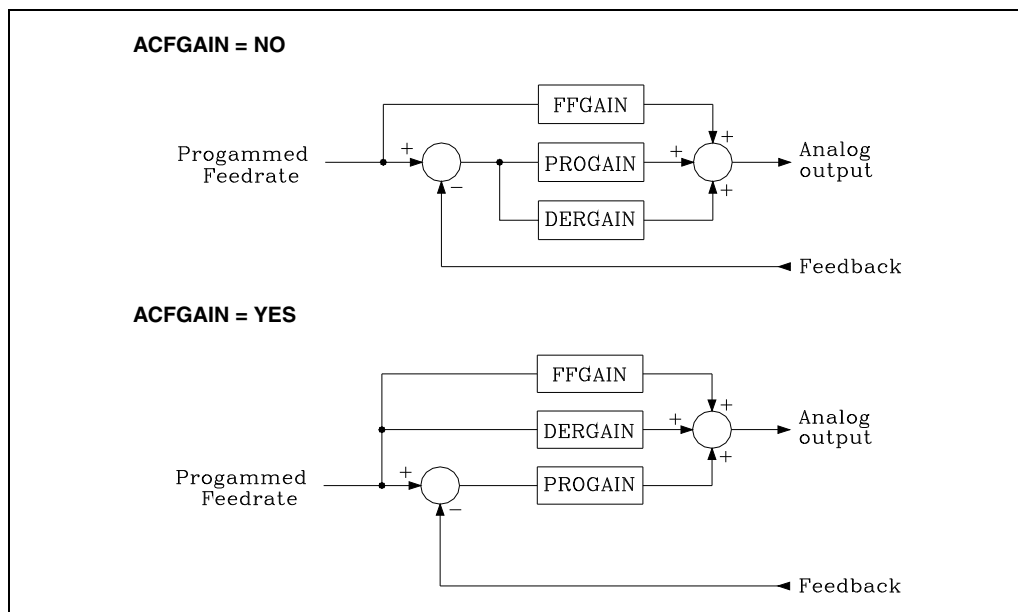 ACFGAIN = NO
FFGAIN
+
Progammed
Feedrate
+
−
PROGAIN
+
Analog
output
DERGAIN
+
Feedback
ACFGAIN = YES
FFGAIN
+
DERGAIN
+
Analog
output
Progammed
Feedrate
+
−
PROGAIN
+
Feedback